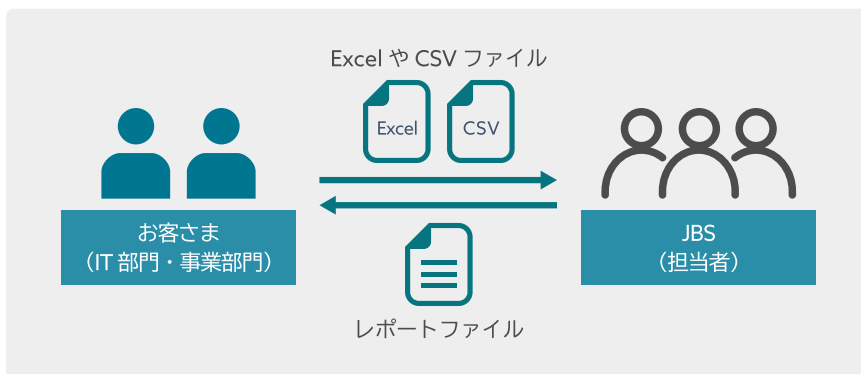 Excel や CSV ファイル
Excel
CSV
お客さま
（IT 部門・事業部門）
JBS
（担当者）
レポートファイル